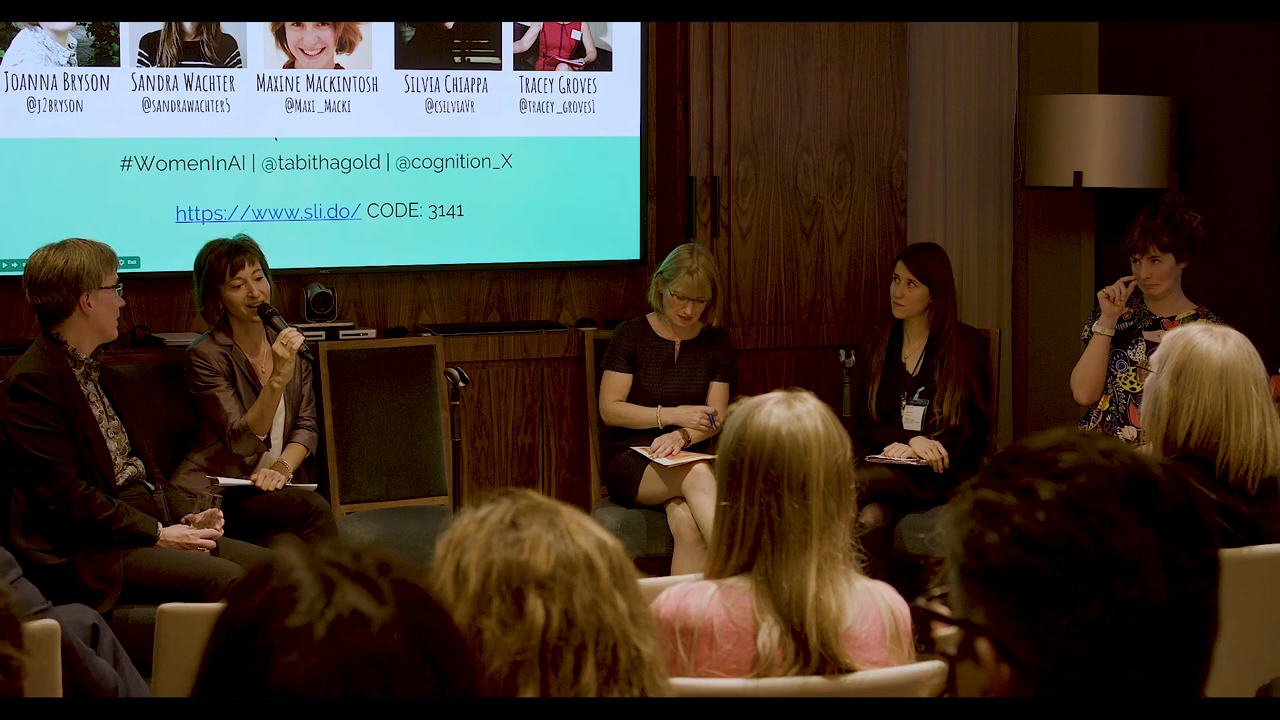 JOANNA BRYSON SANDRA WACHTER MAXINE MACKINTOSH SILVIA CHIAPPA TRACEY GROVES
@J2BRYSON @SANDRAWACHTER5 @MAXI_MACKI @CSILVIAVR @TRACEY_GROVES1
#WomenInAI | @tabithagold | @cognition_X
https://www.sli.do/ CODE: 3141
Exit